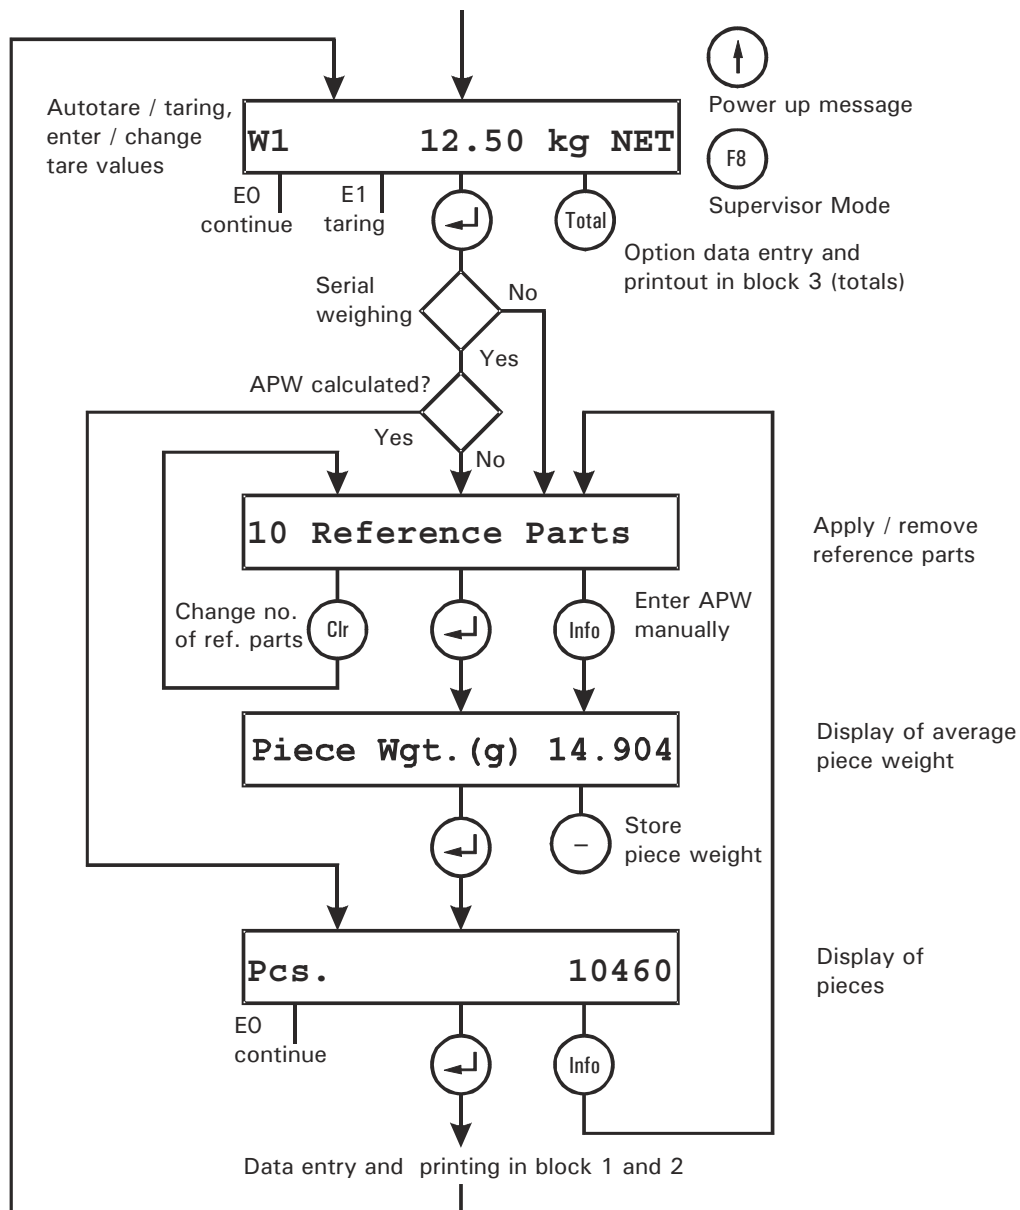 Power up message
Autotare / taring,
enter / change
tare values
W1 12.50 kg NET
F8
Supervisor Mode
E0
continue
E1
taring
Total
Option data entry and
printout in block 3 (totals)
Serial
weighing
No
Yes
APW calculated?
Yes
No
10 Reference Parts
Apply / remove
reference parts
Change no.
of ref. parts
Clr
Info
Enter APW
manually
Piece Wgt.(g) 14.904
Display of average
piece weight
–
Store
piece weight
Pcs. 10460
Display of
pieces
E0
continue
Info
Data entry and printing in block 1 and 2